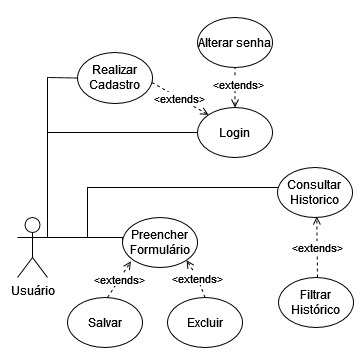 Alterar senha
Realizar
Cadastro
<extends>
<extends>
Login
Consultar
Historico
Preencher
Formulário
<extends>
<extends>
<extends>
Usuário
Filtrar
Histórico
Salvar
Excluir